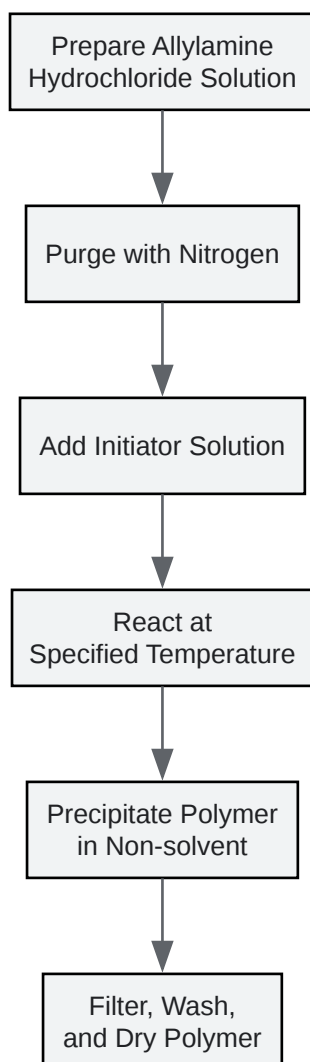 Prepare Allylamine
Hydrochloride Solution
Purge with Nitrogen
Add Initiator Solution
React at
Specified Temperature
Precipitate Polymer
in Non-solvent
Filter, Wash,
and Dry Polymer